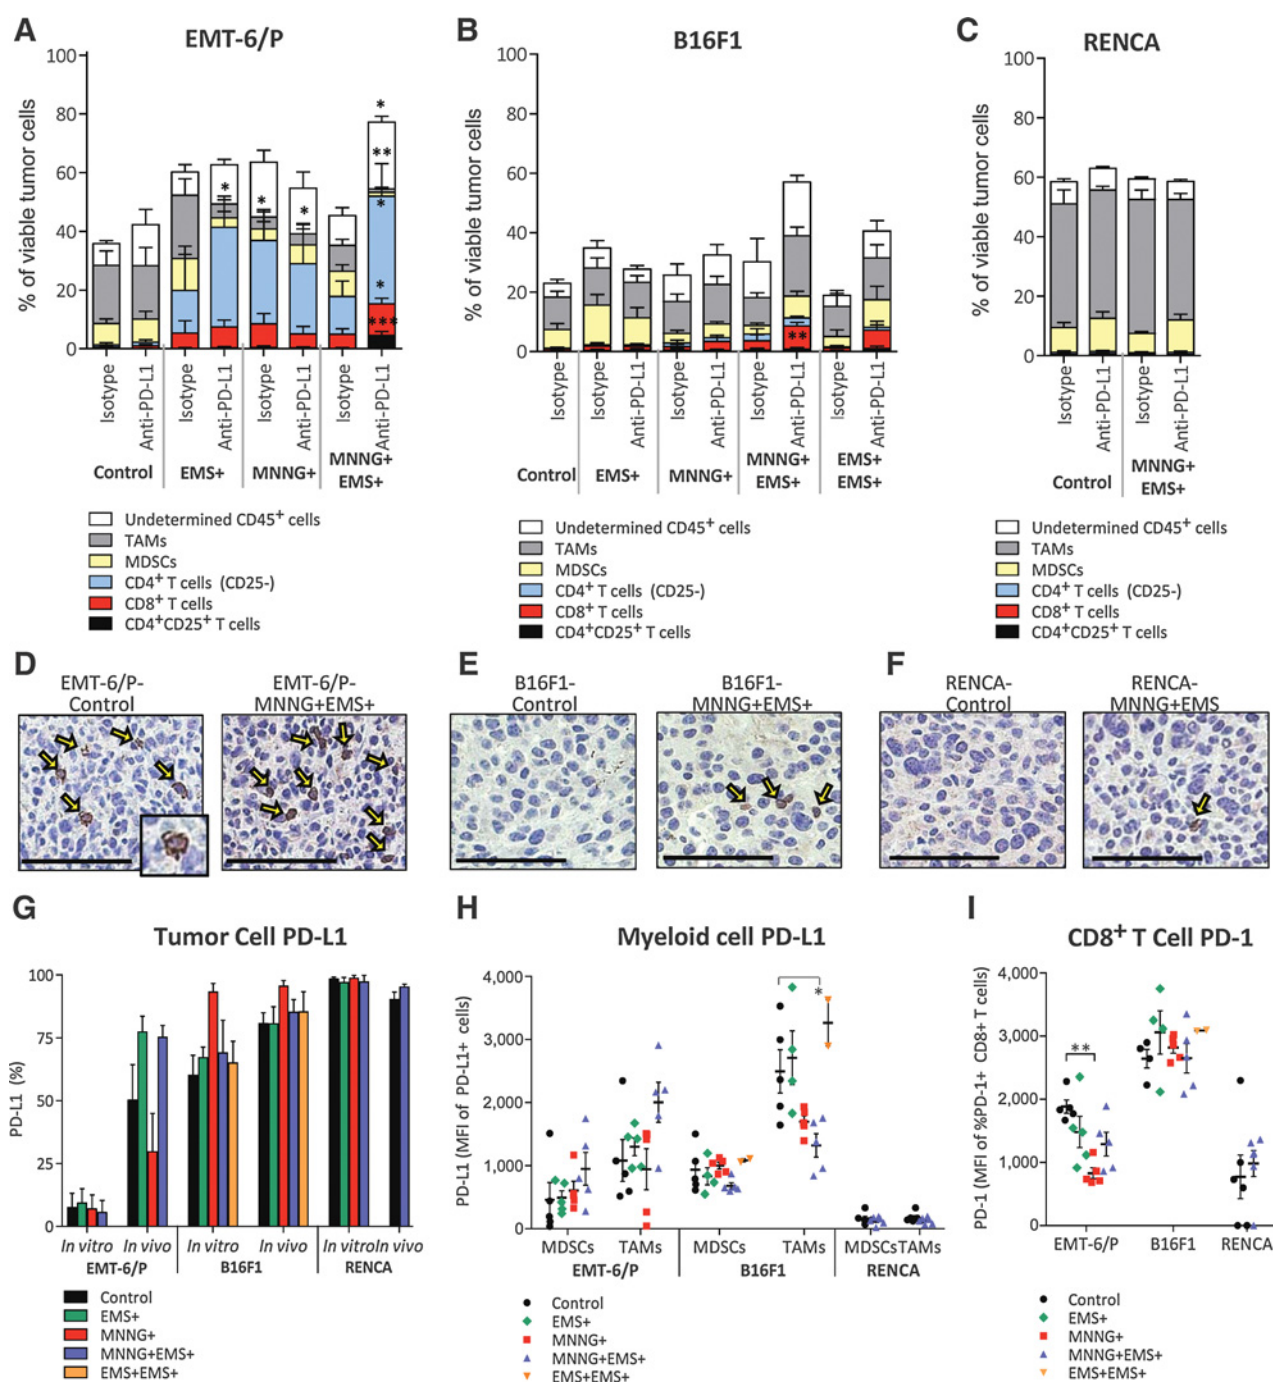 A
EMT-6/P
% of viable tumor cells
100
80
60
40
20
0
*
**
*
*
***
*
*
*
Isotype
Anti-PD-L1
Isotype
Anti-PD-L1
Isotype
Anti-PD-L1
Isotype
Anti-PD-L1
Control
EMS+
MNNG+
MNNG+
EMS+
Undetermined CD45+ cells
TAMs
MDSCs
CD4+ T cells (CD25-)
CD8+ T cells
CD4+CD25+ T cells
B
B16F1
% of viable tumor cells
100
80
60
40
20
0
**
Isotype
Isotype
Anti-PD-L1
Isotype
Anti-PD-L1
Isotype
Anti-PD-L1
Isotype
Anti-PD-L1
Control
EMS+
MNNG+
MNNG+
EMS+
EMS+
EMS+
Undetermined CD45+ cells
TAMs
MDSCs
CD4+ T cells (CD25-)
CD8+ T cells
CD4+CD25+ T cells
C
RENCA
% of viable tumor cells
100
80
60
40
20
0
Isotype
Anti-PD-L1
Isotype
Anti-PD-L1
Control
MNNG+
EMS+
Undetermined CD45+ cells
TAMs
MDSCs
CD4+ T cells (CD25-)
CD8+ T cells
CD4+CD25+ T cells
D
EMT-6/P-
Control
EMT-6/P-
MNNG+EMS+
E
B16F1-
Control
B16F1-
MNNG+EMS+
F
RENCA-
Control
RENCA-
MNNG+EMS
G
Tumor Cell PD-L1
PD-L1 (%)
100
75
50
25
0
In vitro
In vivo
In vitro
In vivo
In vitro
In vivo
EMT-6/P
B16F1
RENCA
Control
EMS+
MNNG+
MNNG+EMS+
EMS+EMS+
H
Myeloid cell PD-L1
PD-L1 (MFI of PD-L1+ cells)
4,000
3,000
2,000
1,000
0
*
MDSCs
TAMs
MDSCs
TAMs
MDSCs
TAMs
EMT-6/P
B16F1
RENCA
Control
EMS+
MNNG+
MNNG+EMS+
EMS+EMS+
I
CD8+ T Cell PD-1
PD-1 (MFI of %PD-1+ CD8+ T cells)
4,000
3,000
2,000
1,000
0
**
EMT-6/P
B16F1
RENCA
Control
EMS+
MNNG+
MNNG+EMS+
EMS+EMS+